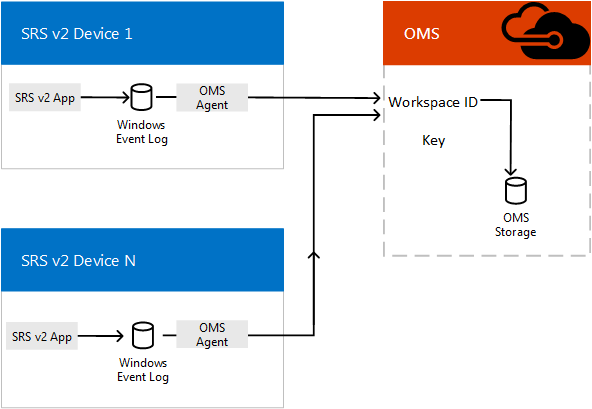 SRS v2 Device 1
SRS v2 App
Windows
Event Log
OMS
Agent
OMS
Workspace ID
Key
OMS
Storage
SRS v2 Device N
SRS v2 App
Windows
Event Log
OMS
Agent